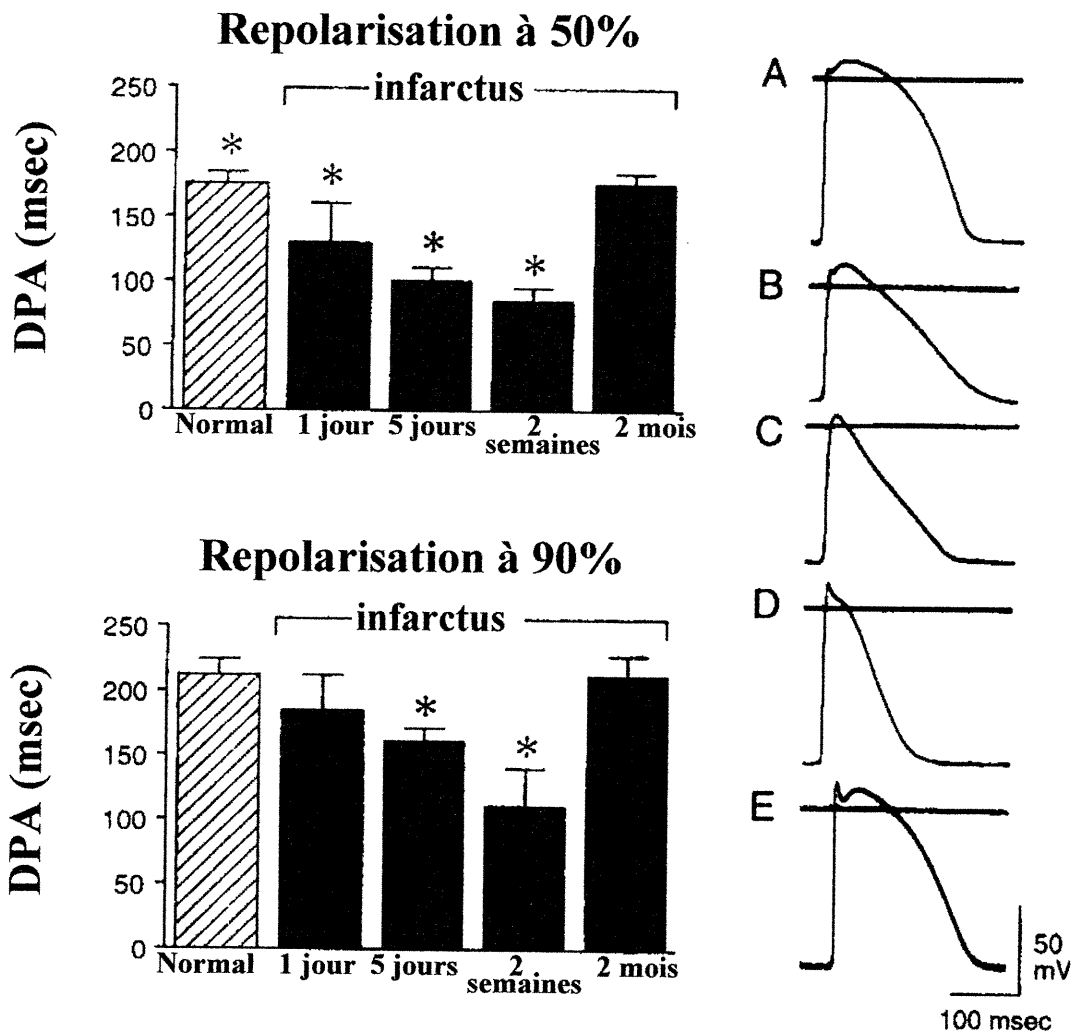 Repolarisation à 50%
infarctus
DPA (msec)
250
200
150
100
50
0
*
*
*
*
Normal
1 jour
5 jours
2
semaines
2 mois
Repolarisation à 90%
infarctus
DPA (msec)
250
200
150
100
50
0
*
*
Normal
1 jour
5 jours
2
semaines
2 mois
A
B
C
D
E
50
mV
100 msec